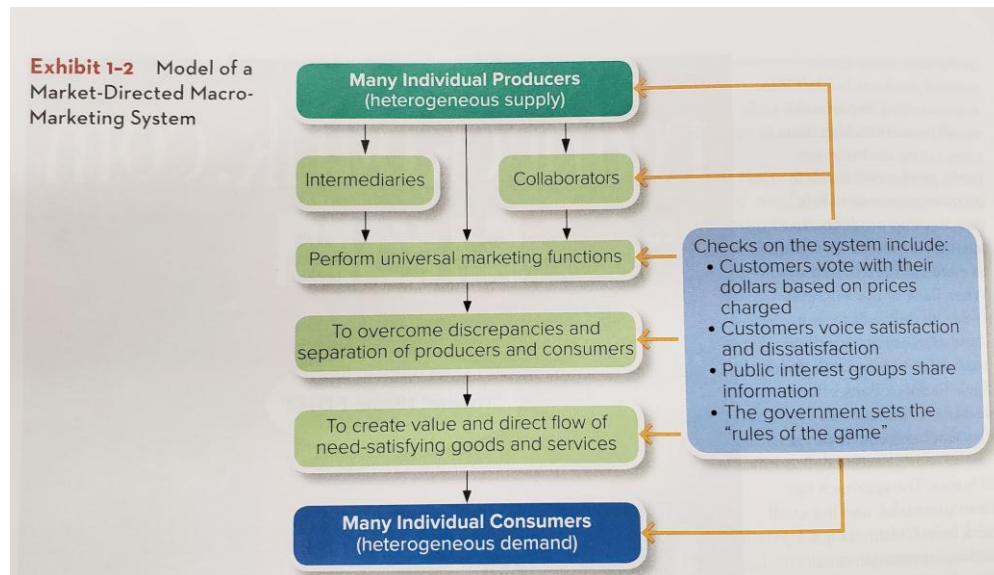 Exhibit 1-2 Model of a
Market-Directed Macro-
Marketing System
Many Individual Producers
(heterogeneous supply)
Intermediaries
Collaborators
Perform universal marketing functions
To overcome discrepancies and
separation of producers and consumers
To create value and direct flow of
need-satisfying goods and services
Many Individual Consumers
(heterogeneous demand)
Checks on the system include:
• Customers vote with their
dollars based on prices
charged
• Customers voice satisfaction
and dissatisfaction
• Public interest groups share
information
• The government sets the
“rules of the game”